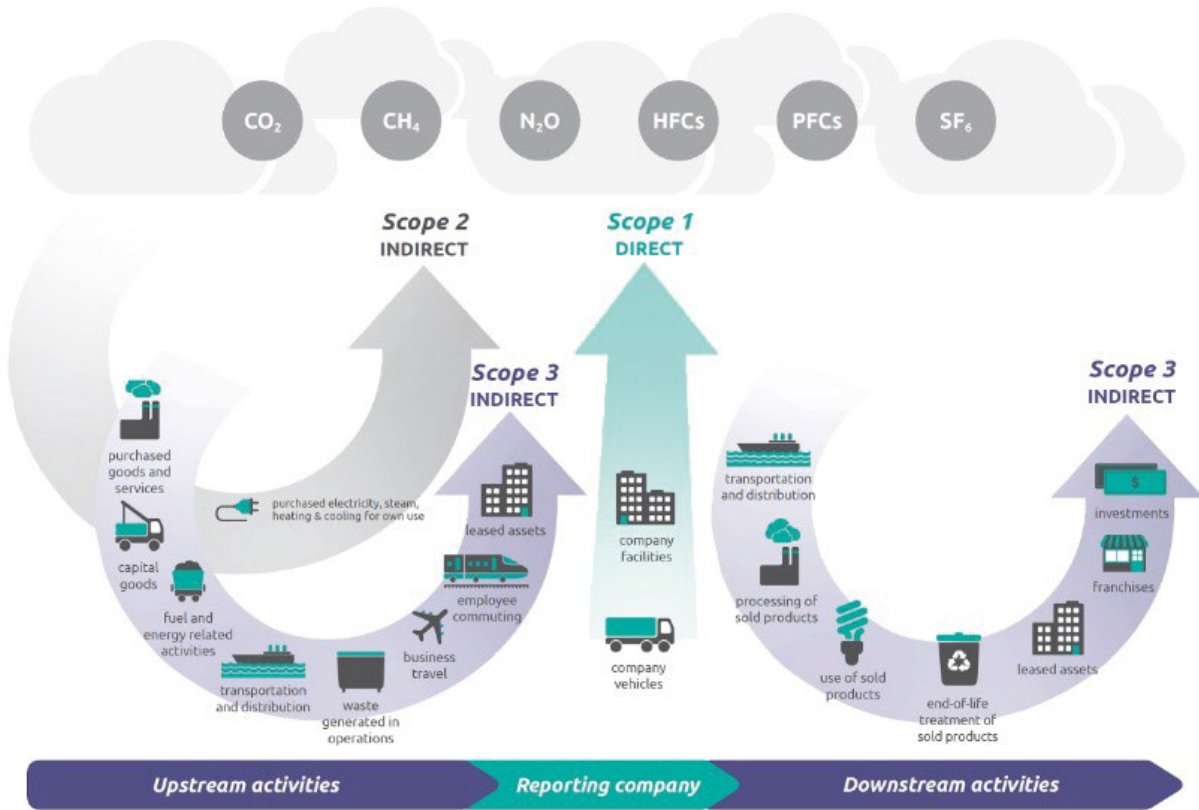 CO₂
CH₄
N₂O
HFCs
PFCs
SF₆
Scope 2
INDIRECT
Scope 1
DIRECT
Scope 3
INDIRECT
Scope 3
INDIRECT
purchased
goods and
services
capital
goods
fuel and
energy related
activities
purchased electricity, steam,
heating & cooling for own use
transportation
and distribution
waste
generated in
operations
business
travel
employee
commuting
leased assets
company
facilities
company
vehicles
transportation
and distribution
processing of
sold products
use of sold
products
end-of-life
treatment of
sold products
leased assets
franchises
$
investments
Upstream activities
Reporting company
Downstream activities